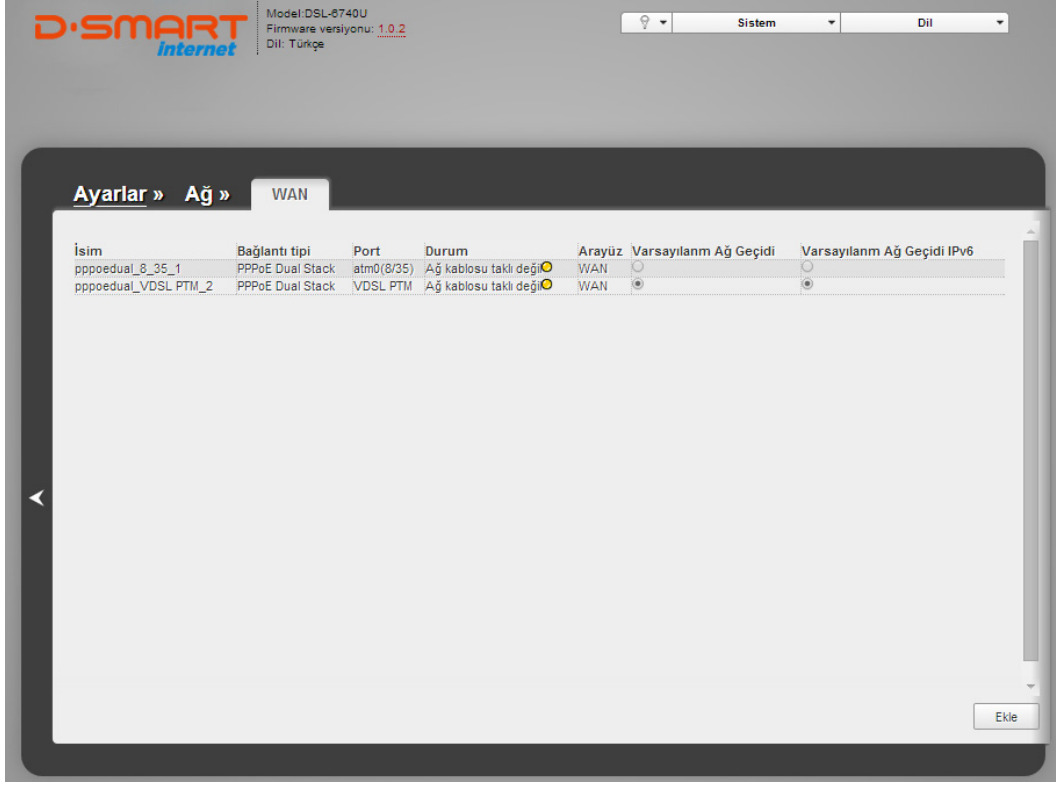 D·SMART
internet
Model:DSL-6740U
Firmware versiyonu: 1.0.2
Dil: Türkçe
Sistem
Dil
Ayarlar » Ağ » WAN
İsim Bağlantı tipi Port Durum Arayüz Varsayılanm Ağ Geçidi Varsayılanm Ağ Geçidi IPv6
pppoedual_8_35_1 PPPoE Dual Stack atm0(8/35) Ağ kablosu taklı değil WAN
pppoedual_VDSL PTM_2 PPPoE Dual Stack VDSL PTM Ağ kablosu taklı değil WAN
Ekle